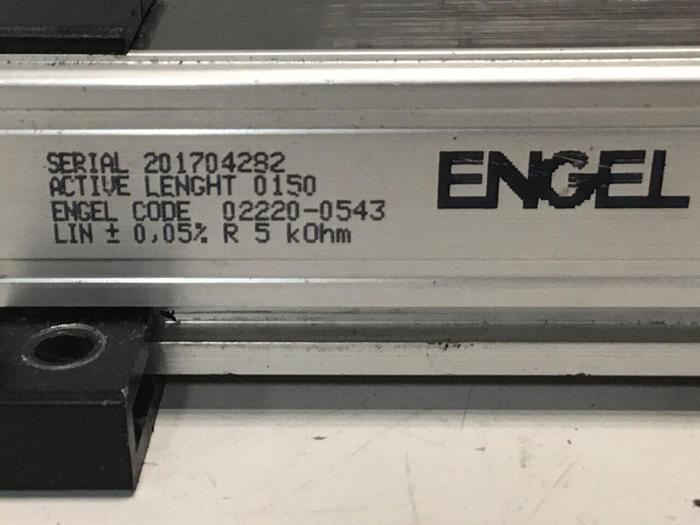 SERIAL 201704282
ACTIVE LENGHT 0150
ENGEL CODE 02220-0543
LIN ± 0,05% R 5 kOhm
ENGEL